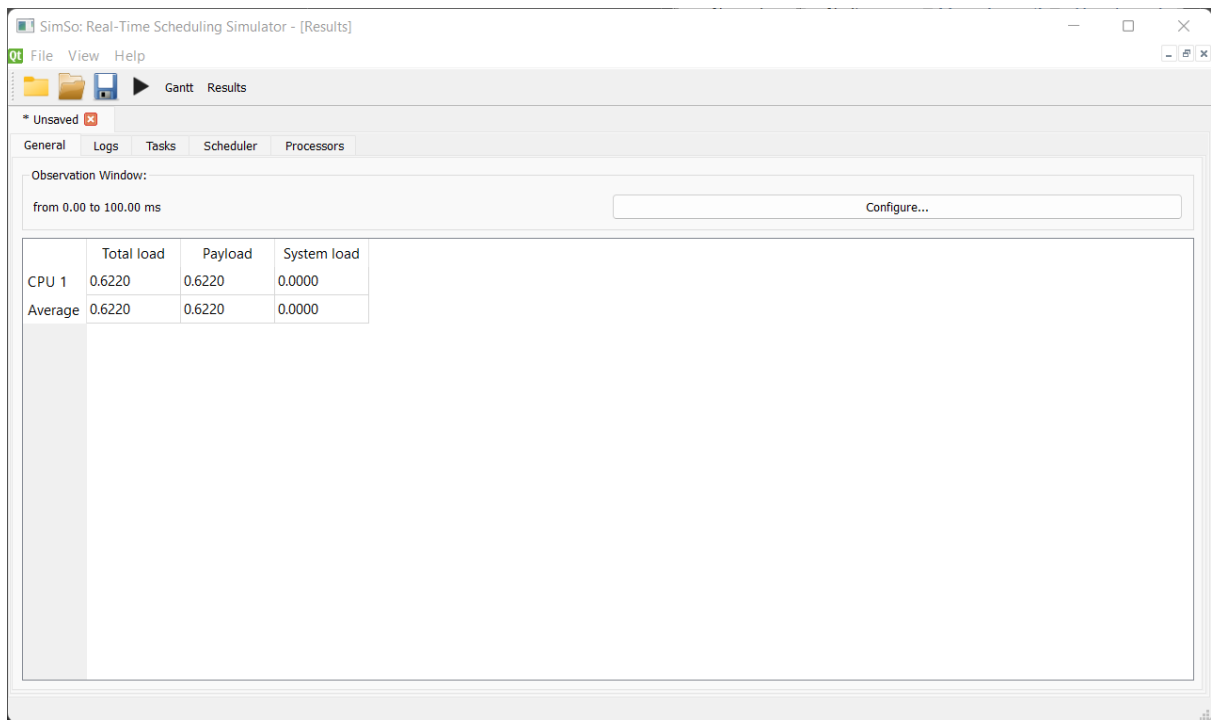 SimSo: Real-Time Scheduling Simulator - [Results]
Qt File View Help
Gantt Results
* Unsaved
General Logs Tasks Scheduler Processors
Observation Window:
from 0.00 to 100.00 ms Configure...
Total load Payload System load
CPU 1 0.6220 0.6220 0.0000
Average 0.6220 0.6220 0.0000